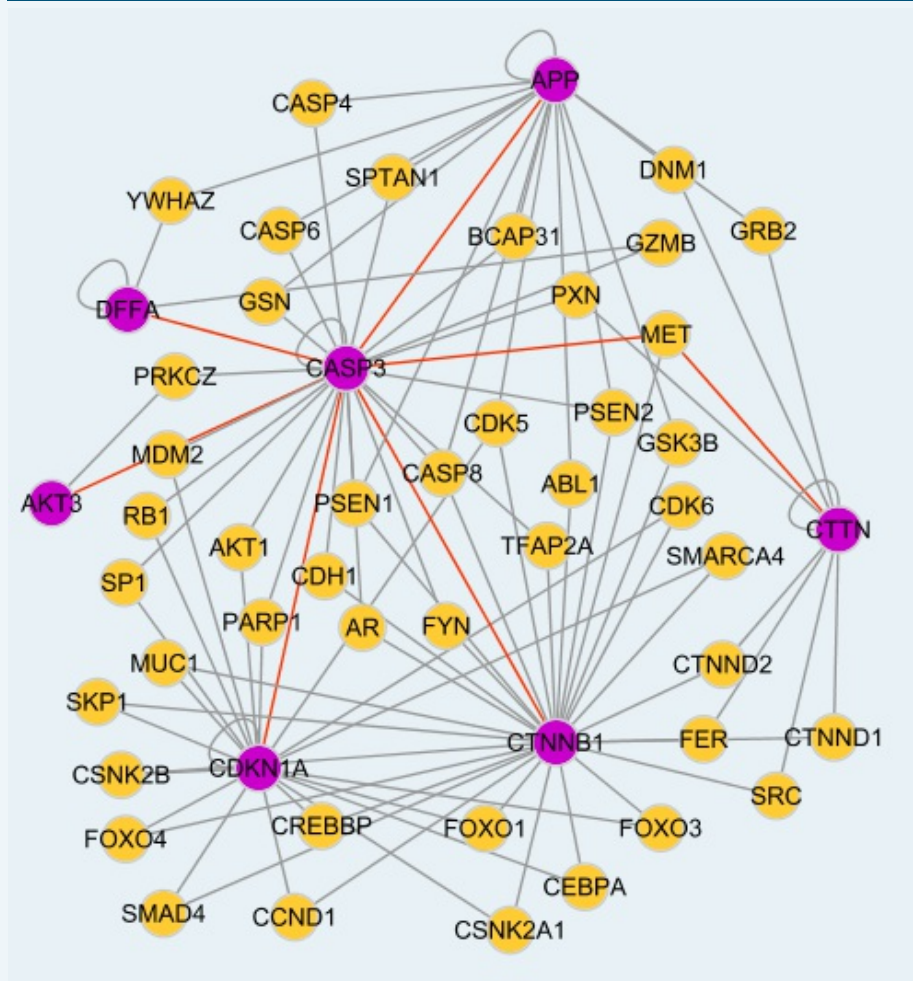 APP
CASP4
DNM1
SPTAN1
YWHAZ
CASP6
BCAP31
GZMB
GRB2
GSN
PXN
DFFA
MET
CASP3
PRKCZ
CDK5
PSEN2
GSK3B
MDM2
CASP8
ABL1
AKT3
RB1
PSEN1
CDK6
CTTN
AKT1
TFAP2A
SMARCA4
SP1
CDH1
PARP1
AR
FYN
MUC1
CTNND2
SKP1
CTNNB1
FER
CTNND1
CSNK2B
CDKN1A
SRC
FOXO4
CREBBP
FOXO1
FOXO3
CEBPA
SMAD4
CCND1
CSNK2A1